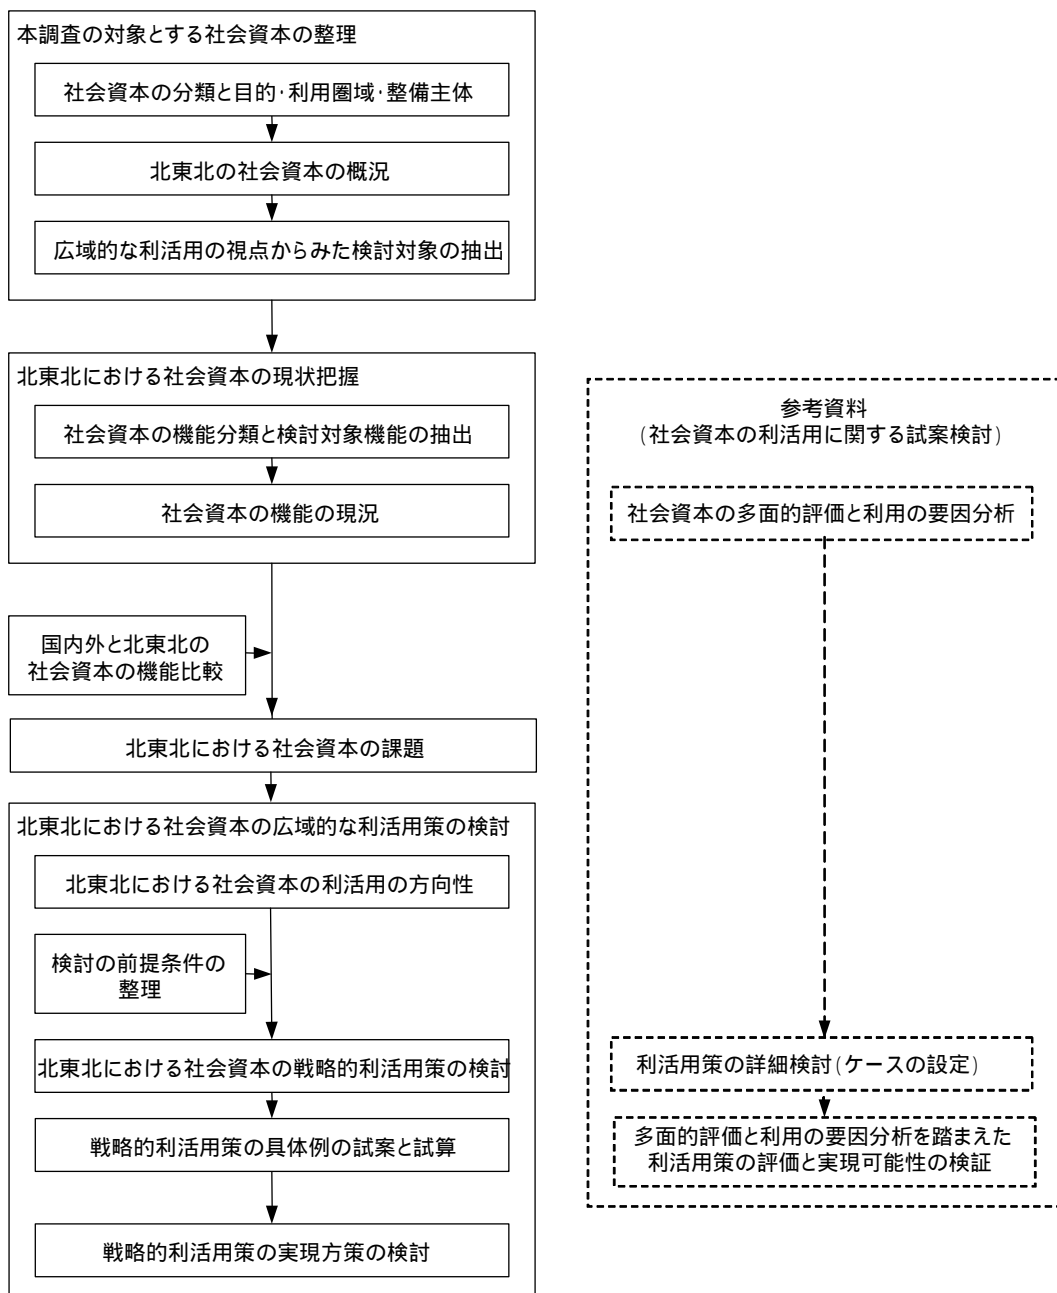 本調査の対象とする社会資本の整理
社会資本の分類と目的・利用圏域・整備主体
北東北の社会資本の概況
広域的な利活用の視点からみた検討対象の抽出
北東北における社会資本の現状把握
社会資本の機能分類と検討対象機能の抽出
社会資本の機能の現況
国内外と北東北の
社会資本の機能比較
北東北における社会資本の課題
北東北における社会資本の広域的な利活用策の検討
北東北における社会資本の利活用の方向性
検討の前提条件の
整理
北東北における社会資本の戦略的利活用策の検討
戦略的利活用策の具体例の試案と試算
戦略的利活用策の実現方策の検討
参考資料
(社会資本の利活用に関する試案検討)
社会資本の多面的評価と利用の要因分析
利活用策の詳細検討(ケースの設定)
多面的評価と利用の要因分析を踏まえた
利活用策の評価と実現可能性の検証